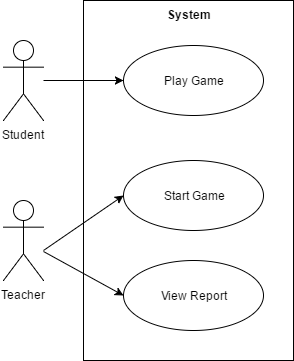 System
Play Game
Student
Start Game
Teacher
View Report